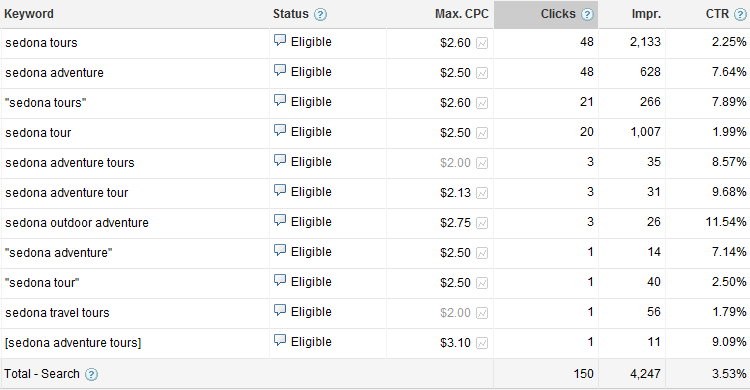 Keyword Status ? Max. CPC Clicks ? Impr. CTR ?
sedona tours Eligible $2.60 48 2,133 2.25%
sedona adventure Eligible $2.50 48 628 7.64%
"sedona tours" Eligible $2.60 21 266 7.89%
sedona tour Eligible $2.50 20 1,007 1.99%
sedona adventure tours Eligible $2.00 3 35 8.57%
sedona adventure tour Eligible $2.13 3 31 9.68%
sedona outdoor adventure Eligible $2.75 3 26 11.54%
"sedona adventure" Eligible $2.50 1 14 7.14%
"sedona tour" Eligible $2.50 1 40 2.50%
sedona travel tours Eligible $2.00 1 56 1.79%
[sedona adventure tours] Eligible $3.10 1 11 9.09%
Total - Search ? 150 4,247 3.53%